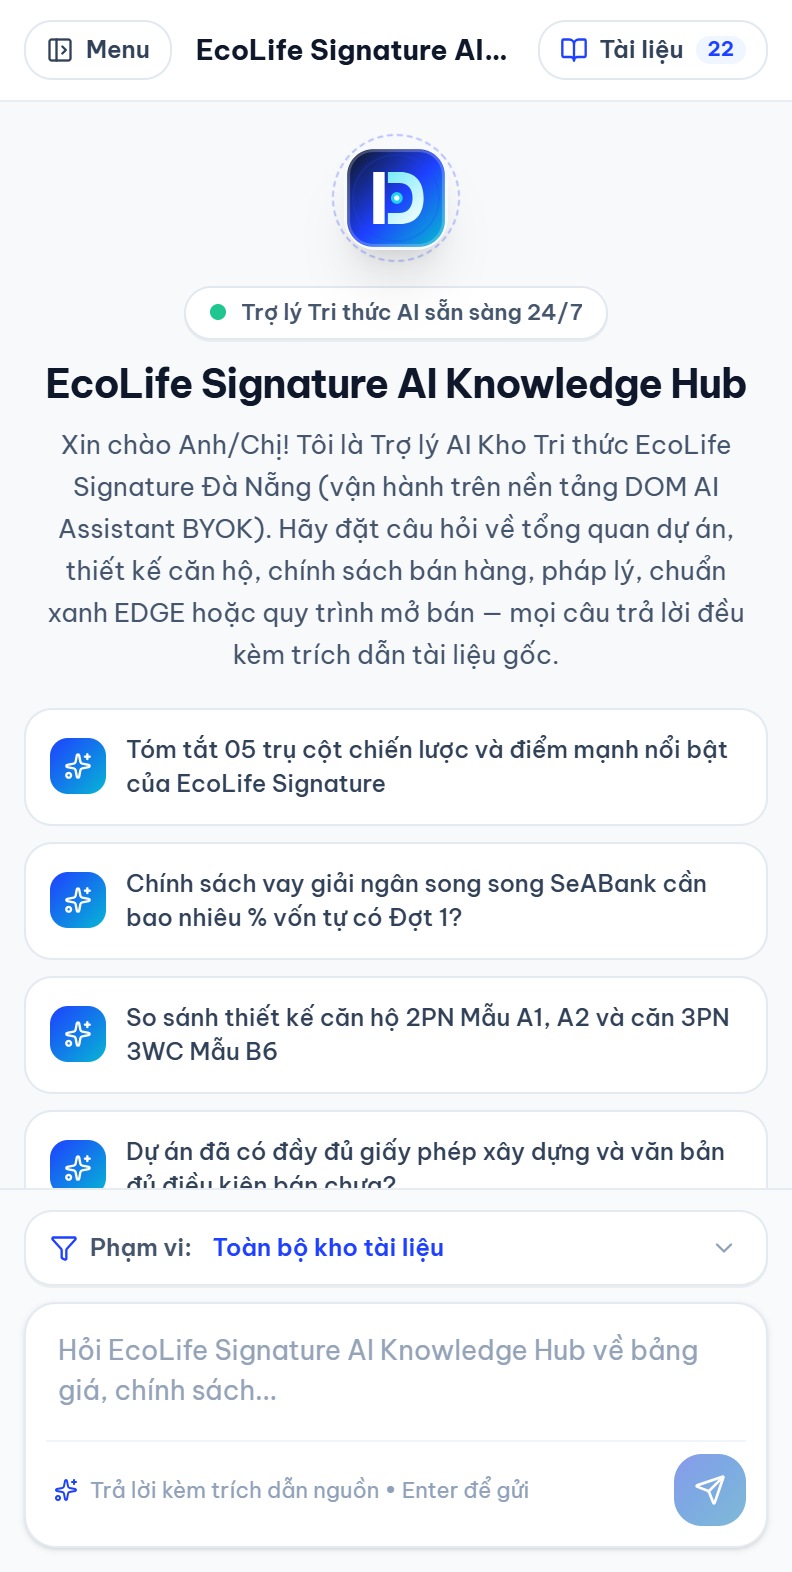 Menu
EcoLife Signature AI...
Tài liệu 22
Trợ lý Tri thức AI sẵn sàng 24/7
EcoLife Signature AI Knowledge Hub
Xin chào Anh/Chị! Tôi là Trợ lý AI Kho Tri thức EcoLife
Signature Đà Nẵng (vận hành trên nền tảng DOM AI
Assistant BYOK). Hãy đặt câu hỏi về tổng quan dự án,
thiết kế căn hộ, chính sách bán hàng, pháp lý, chuẩn
xanh EDGE hoặc quy trình mở bán — mọi câu trả lời đều
kèm trích dẫn tài liệu gốc.
Tóm tắt 05 trụ cột chiến lược và điểm mạnh nổi bật
của EcoLife Signature
Chính sách vay giải ngân song song SeABank cần
bao nhiêu % vốn tự có Đợt 1?
So sánh thiết kế căn hộ 2PN Mẫu A1, A2 và căn 3PN
3WC Mẫu B6
Dự án đã có đầy đủ giấy phép xây dựng và văn bản
đủ điều kiện bán chưa?
Phạm vi: Toàn bộ kho tài liệu
Hỏi EcoLife Signature AI Knowledge Hub về bảng
giá, chính sách...
Trả lời kèm trích dẫn nguồn • Enter để gửi